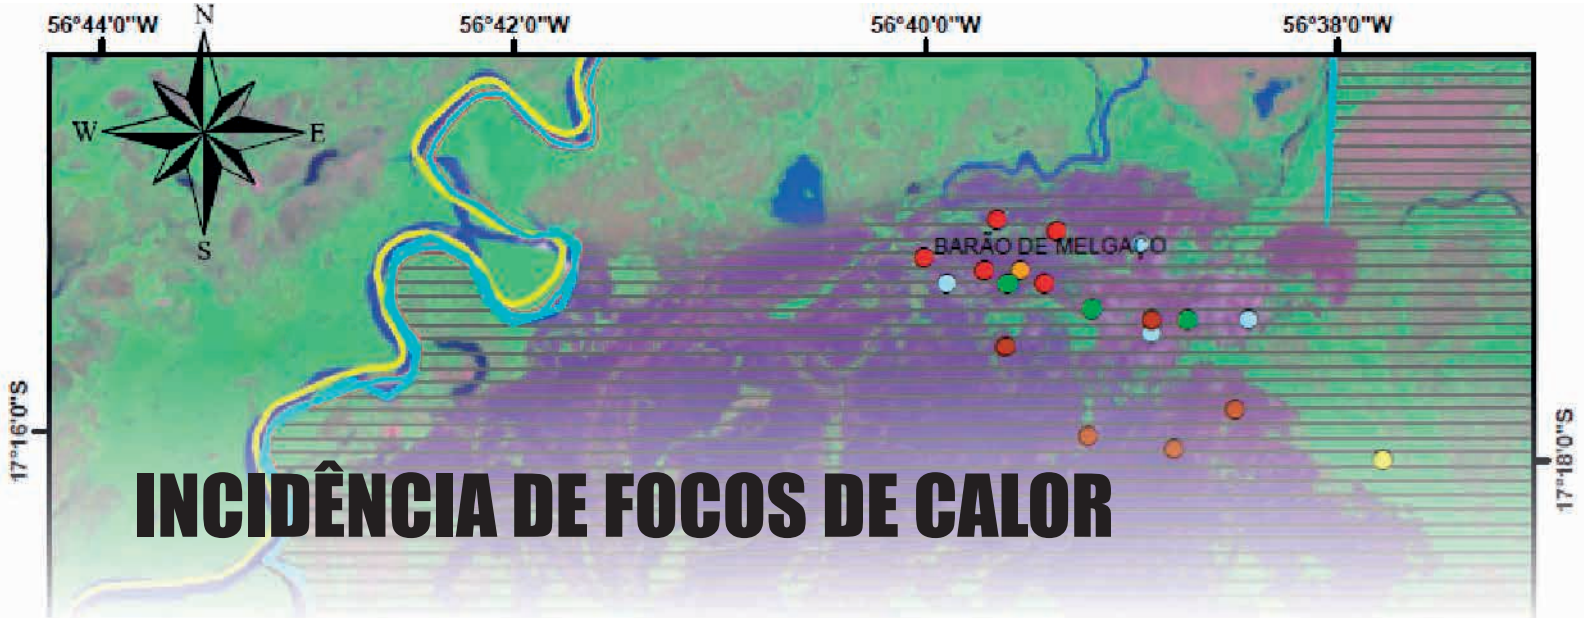 56°44'0"W
56°42'0"W
56°40'0"W
56°38'0"W
N
W
E
S
BARÃO DE MELGAÇO
17°16'0"S
17°18'0"S
INCIDÊNCIA DE FOCOS DE CALOR